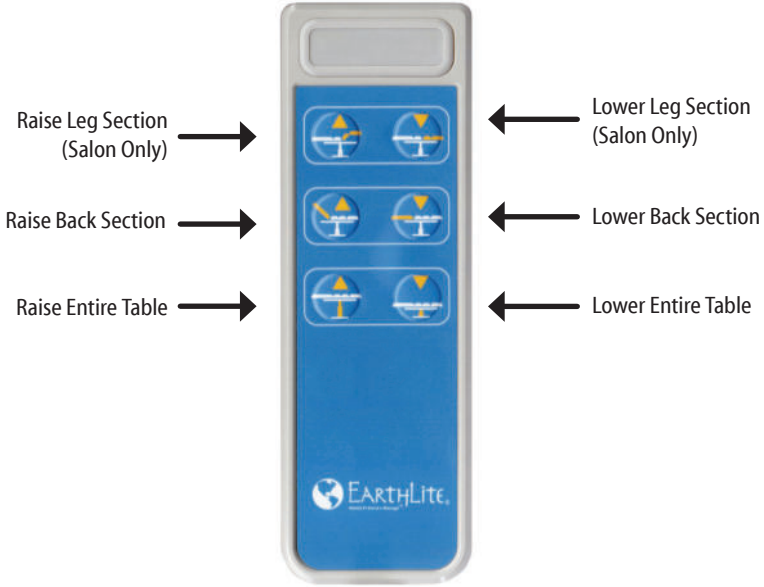 Raise Leg Section
(Salon Only)
Lower Leg Section
(Salon Only)
Raise Back Section
Lower Back Section
Raise Entire Table
Lower Entire Table
EARTHLITE